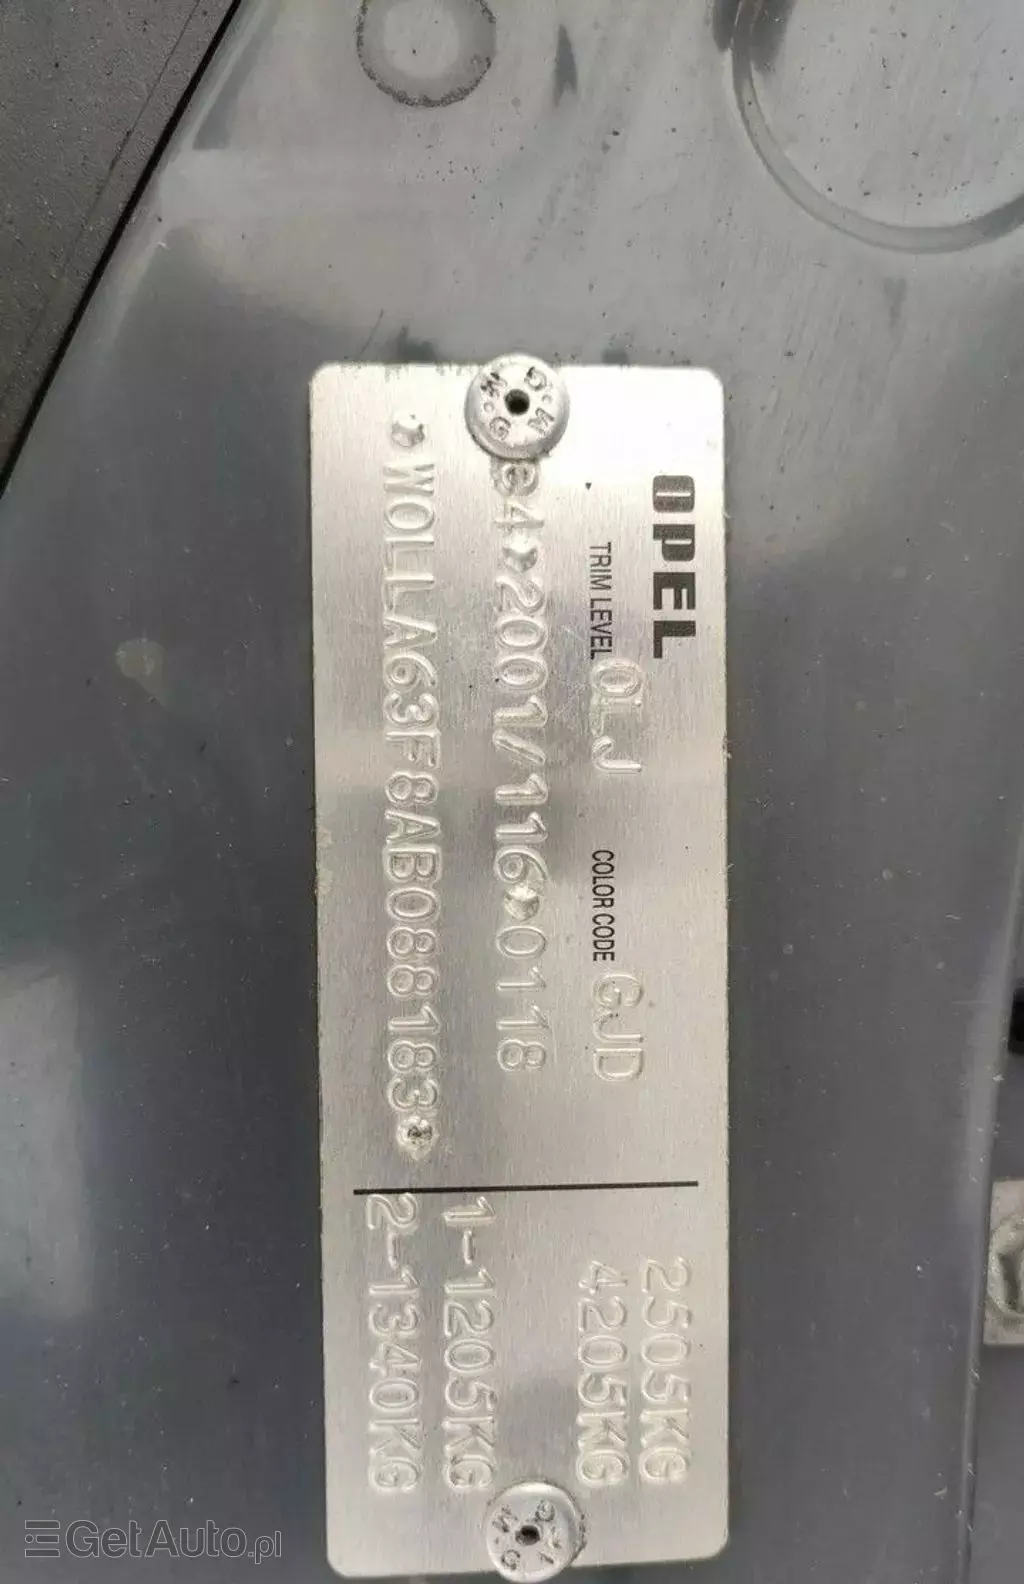 OPEL
TRIM LEVEL 0LJ COLOR CODE GJD
e4*2001/116*0118
*W0LLA63F8AB088183*
2505KG
4205KG
1-1205KG
2-1340KG
G.M G.M
G.M
GetAuto.pl